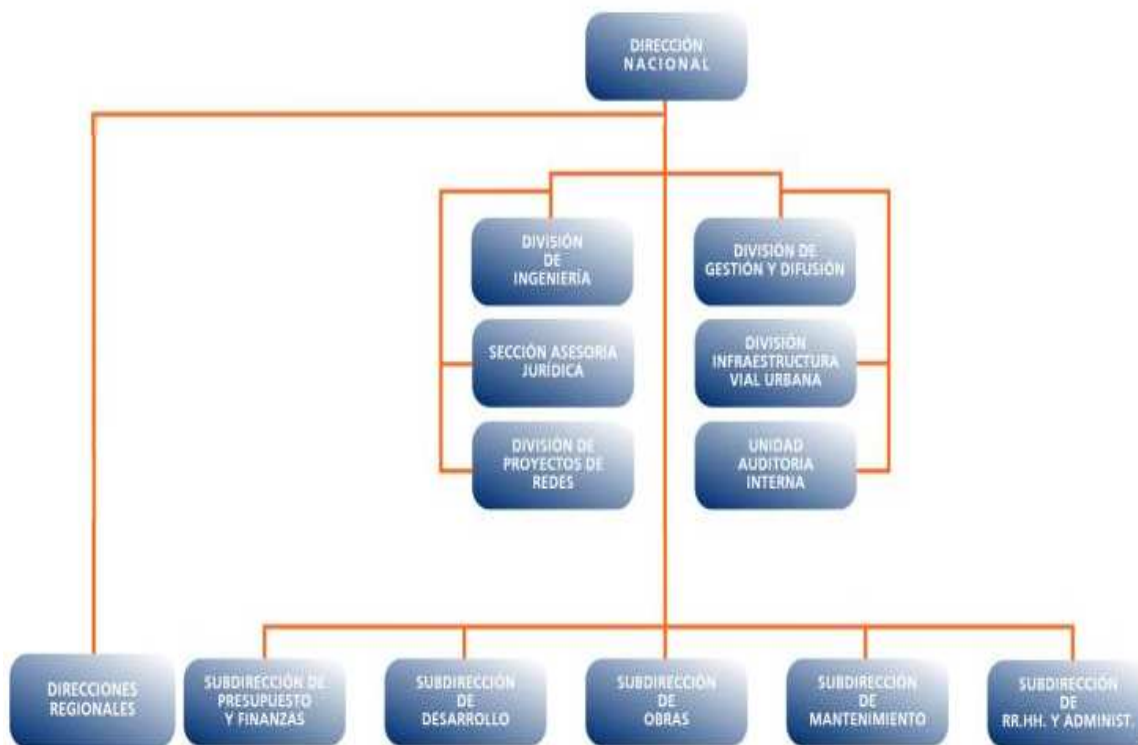 DIRECCIÓN
NACIONAL
DIVISIÓN
DE
INGENIERÍA
DIVISIÓN DE
GESTIÓN Y DIFUSIÓN
SECCIÓN ASESORIA
JURÍDICA
DIVISIÓN
INFRAESTRUCTURA
VIAL URBANA
DIVISIÓN DE
PROYECTOS DE
REDES
UNIDAD
AUDITORIA
INTERNA
DIRECCIONES
REGIONALES
SUBDIRECCIÓN DE
PRESUPUESTO
Y FINANZAS
SUBDIRECCIÓN
DE
DESARROLLO
SUBDIRECCIÓN
DE
OBRAS
SUBDIRECCIÓN
DE
MANTENIMIENTO
SUBDIRECCIÓN
DE
RR.HH. Y ADMINIST.